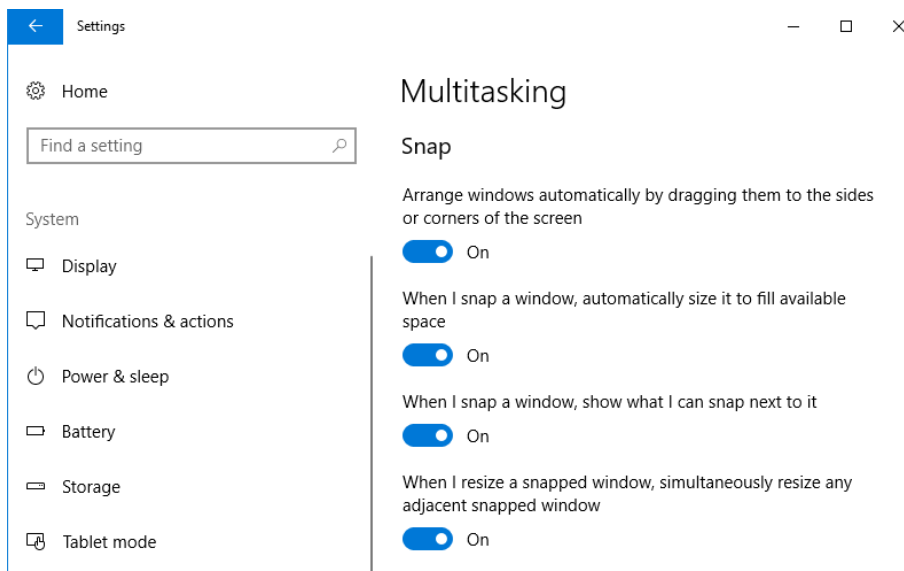 Settings
Home
Find a setting
System
Display
Notifications & actions
Power & sleep
Battery
Storage
Tablet mode
Multitasking
Snap
Arrange windows automatically by dragging them to the sides
or corners of the screen
On
When I snap a window, automatically size it to fill available
space
On
When I snap a window, show what I can snap next to it
On
When I resize a snapped window, simultaneously resize any
adjacent snapped window
On